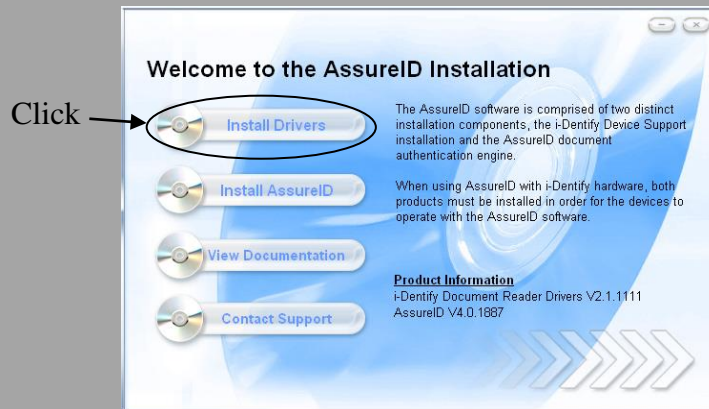 Welcome to the AssureID Installation
Click
Install Drivers
Install AssureID
View Documentation
Contact Support
The AssureID software is comprised of two distinct
installation components, the i-Dentify Device Support
installation and the AssureID document
authentication engine.
When using AssureID with i-Dentify hardware, both
products must be installed in order for the devices to
operate with the AssureID software.
Product Information
i-Dentify Document Reader Drivers V2.1.1111
AssureID V4.0.1887